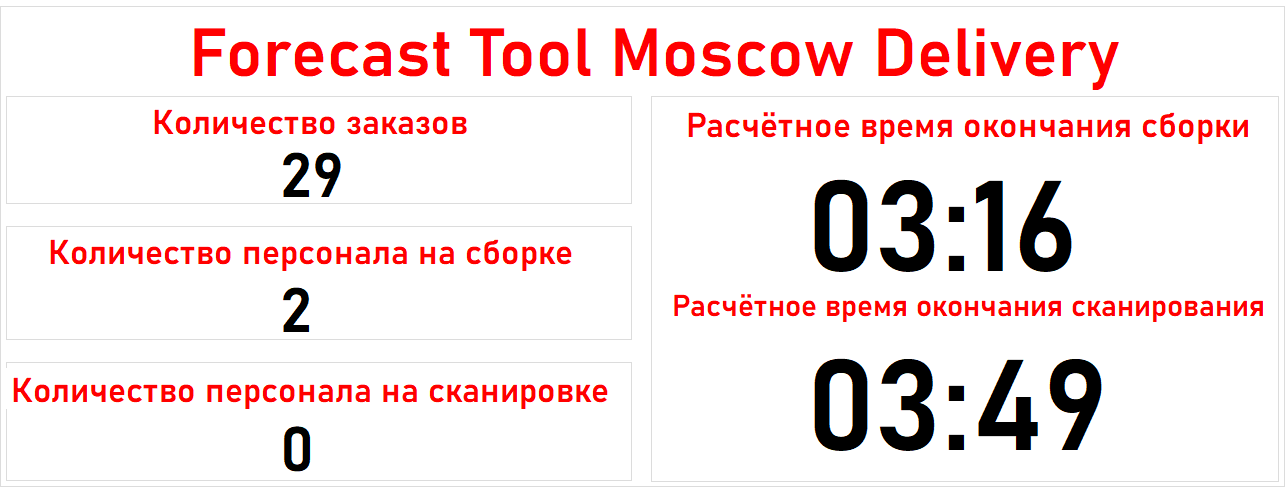 Forecast Tool Moscow Delivery
Количество заказов
29
Количество персонала на сборке
2
Количество персонала на сканировке
0
Расчётное время окончания сборки
03:16
Расчётное время окончания сканирования
03:49